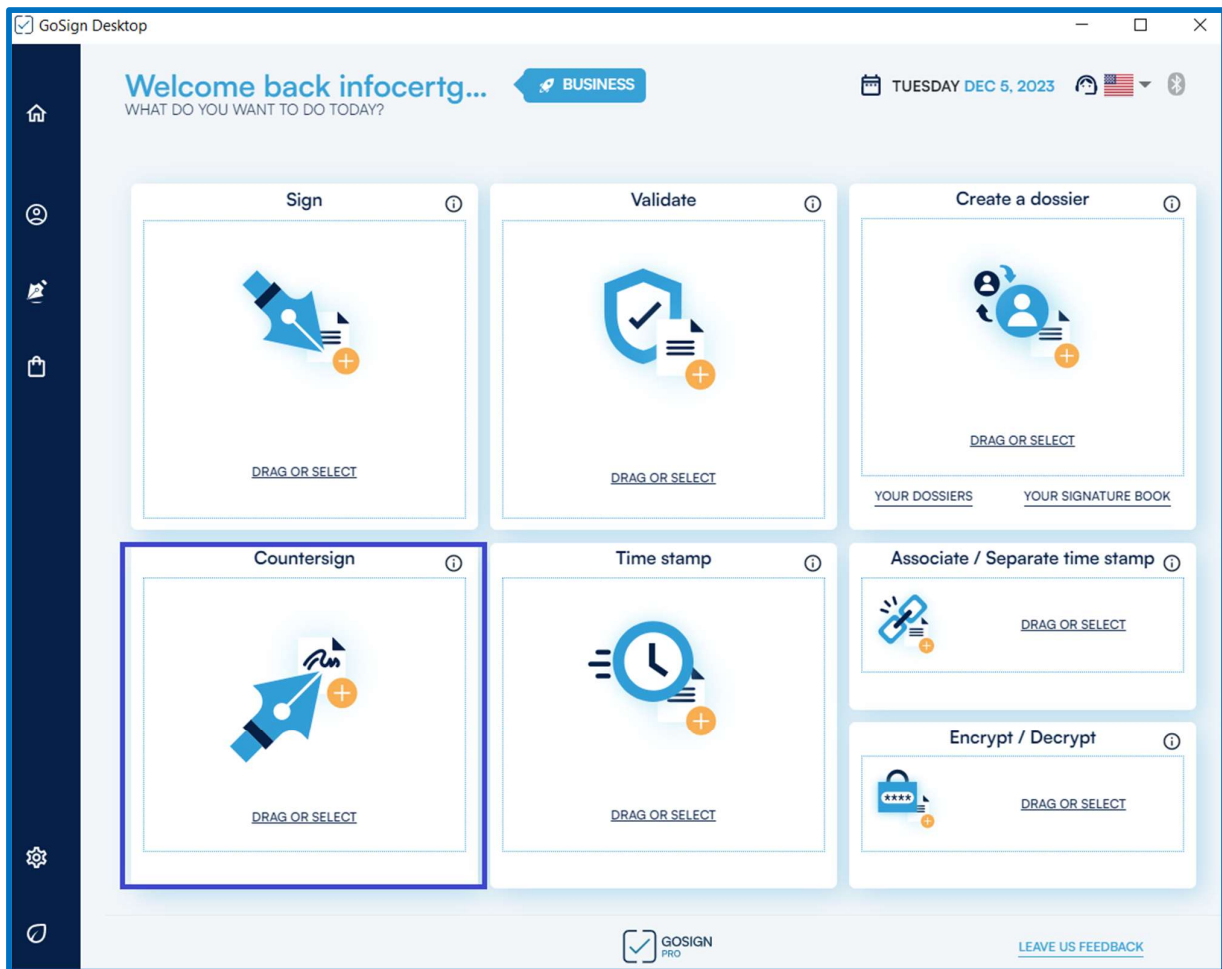 GoSign Desktop
Welcome back infocertg...
BUSINESS
TUESDAY DEC 5, 2023
WHAT DO YOU WANT TO DO TODAY?
Sign
DRAG OR SELECT
Validate
DRAG OR SELECT
Create a dossier
DRAG OR SELECT
YOUR DOSSIERS
YOUR SIGNATURE BOOK
Countersign
DRAG OR SELECT
Time stamp
DRAG OR SELECT
Associate / Separate time stamp
DRAG OR SELECT
Encrypt / Decrypt
****
DRAG OR SELECT
GOSIGN
PRO
LEAVE US FEEDBACK